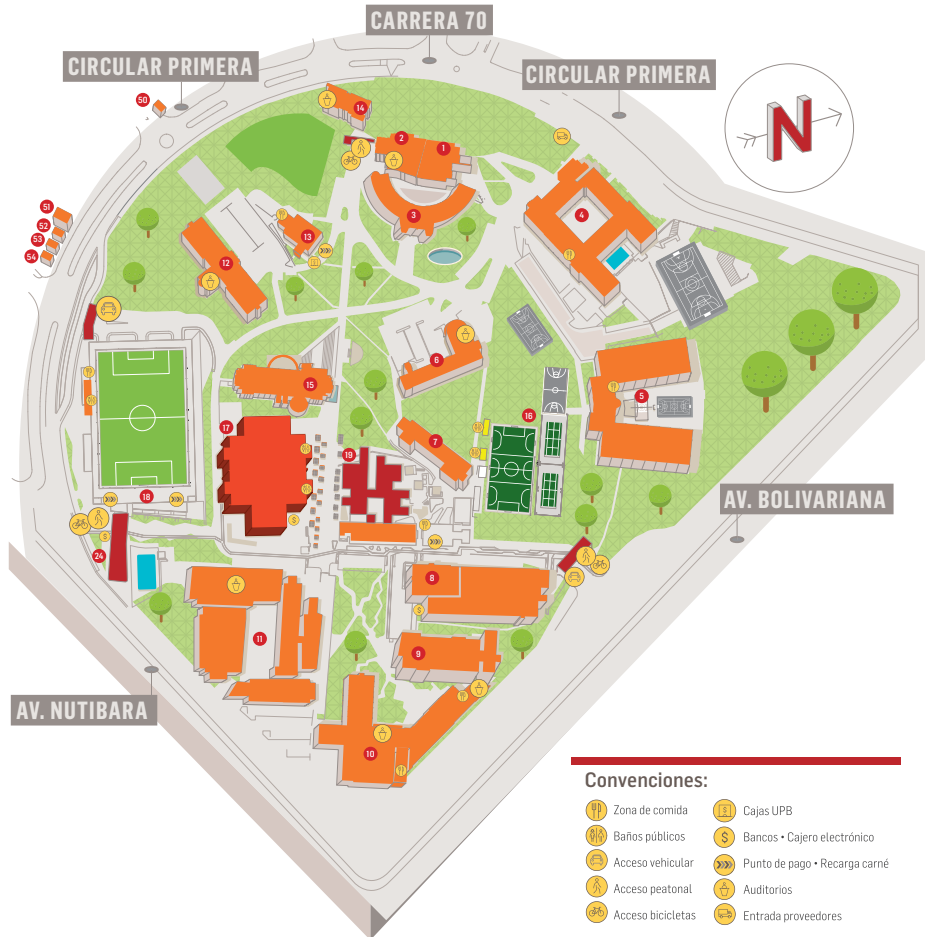 CARRERA 70
CIRCULAR PRIMERA
CIRCULAR PRIMERA
N
50
14
2
1
51
52
53
54
3
4
13
12
6
15
5
16
17
7
19
18
AV. BOLIVARIANA
24
8
11
9
AV. NUTIBARA
10
Convenciones:
Zona de comida
Baños públicos
Acceso vehicular
Acceso peatonal
Acceso bicicletas
$ Cajas UPB
$ Bancos • Cajero electrónico
Punto de pago • Recarga carné
Auditorios
Entrada proveedores